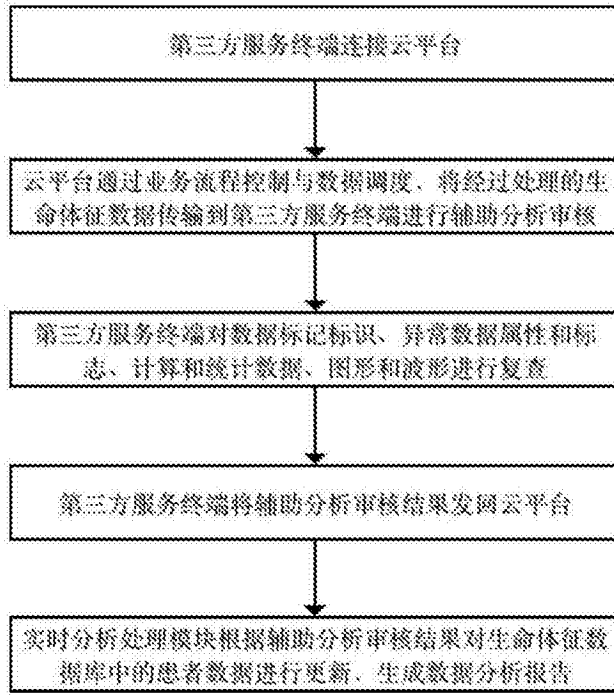 第三方服务终端连接云平台
云平台通过业务流程控制与数据调度、将经过处理的生
命体征数据传输到第三方服务终端进行辅助分析审核
第三方服务终端对数据标记标识、异常数据属性和标
志、计算和统计数据、图形和波形进行复查
第三方服务终端将辅助分析审核结果发回云平台
实时分析处理模块根据辅助分析审核结果对生命体征数
据库中的患者数据进行更新、生成数据分析报告